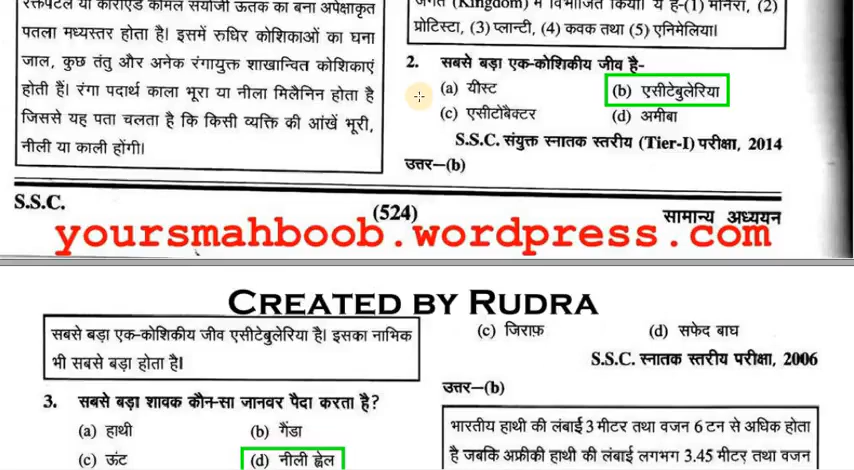 रक्तपटल या कोराएड कोमल संयोजी ऊतक का बना अपेक्षाकृत
पतला मध्यस्तर होता है। इसमें रुधिर कोशिकाओं का घना
जाल, कुछ तंतु और अनेक रंगायुक्त शाखान्वित कोशिकाएं
होती हैं। रंगा पदार्थ काला भूरा या नीला मिलैनिन होता है
जिससे यह पता चलता है कि किसी व्यक्ति की आंखें भूरी,
नीली या काली होंगी।
जगत (Kingdom) में विभाजित किया। ये हैं-(1) मोनेरा, (2)
प्रोटिस्टा, (3) प्लान्टी, (4) कवक तथा (5) एनिमेलिया।
2. सबसे बड़ा एक-कोशिकीय जीव है-
(a) यीस्ट (b) एसीटेबुलेरिया
(c) एसीटोबैक्टर (d) अमीबा
S.S.C. संयुक्त स्नातक स्तरीय (Tier-I) परीक्षा, 2014
उत्तर—(b)
S.S.C. (524) सामान्य अध्ययन
yoursmahboob.wordpress.com
CREATED BY RUDRA
सबसे बड़ा एक-कोशिकीय जीव एसीटेबुलेरिया है। इसका नाभिक
भी सबसे बड़ा होता है।
3. सबसे बड़ा शावक कौन-सा जानवर पैदा करता है?
(a) हाथी (b) गैंडा
(c) ऊंट (d) नीली ह्वेल
(c) जिराफ़ (d) सफेद बाघ
S.S.C. स्नातक स्तरीय परीक्षा, 2006
उत्तर—(b)
भारतीय हाथी की लंबाई 3 मीटर तथा वजन 6 टन से अधिक होता
है जबकि अफ्रीकी हाथी की लंबाई लगभग 3.45 मीटर तथा वजन